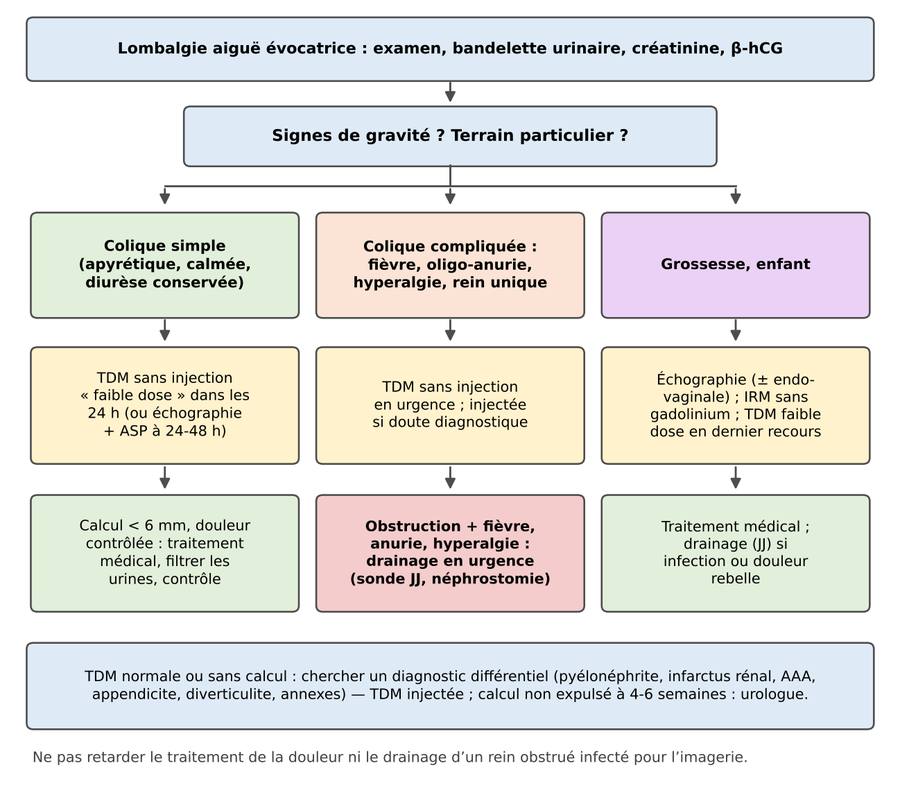 Lombalgie aiguë évocatrice : examen, bandelette urinaire, créatinine, β-hCG
Signes de gravité ? Terrain particulier ?
Colique simple
(apyrétique, calmée,
diurèse conservée)
Colique compliquée :
fièvre, oligo-anurie,
hyperalgie, rein unique
Grossesse, enfant
TDM sans injection
« faible dose » dans les
24 h (ou échographie
+ ASP à 24-48 h)
TDM sans injection
en urgence ; injectée
si doute diagnostique
Échographie (± endo-
vaginale) ; IRM sans
gadolinium ; TDM faible
dose en dernier recours
Calcul < 6 mm, douleur
contrôlée : traitement
médical, filtrer les
urines, contrôle
Obstruction + fièvre,
anurie, hyperalgie :
drainage en urgence
(sonde JJ, néphrostomie)
Traitement médical ;
drainage (JJ) si
infection ou douleur
rebelle
TDM normale ou sans calcul : chercher un diagnostic différentiel (pyélonéphrite, infarctus rénal, AAA,
appendicite, diverticulite, annexes) — TDM injectée ; calcul non expulsé à 4-6 semaines : urologue.
Ne pas retarder le traitement de la douleur ni le drainage d’un rein obstrué infecté pour l’imagerie.